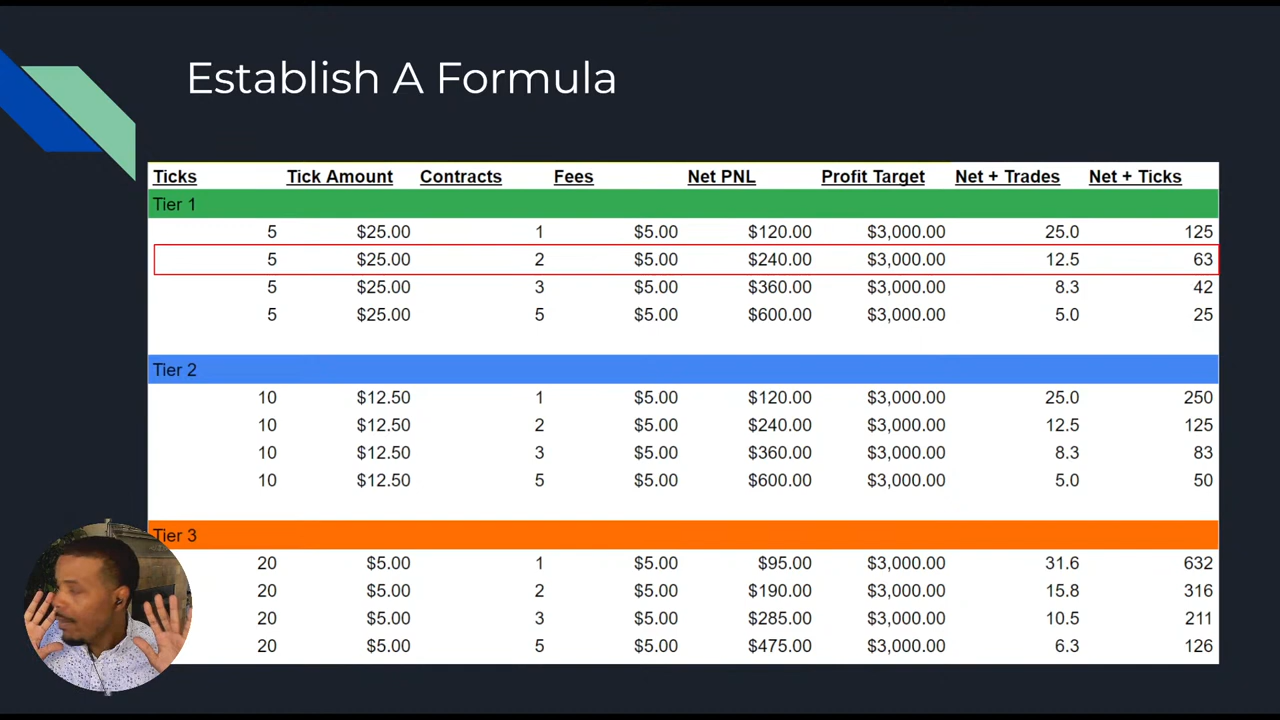 Establish A Formula
Ticks Tick Amount Contracts Fees Net PNL Profit Target Net + Trades Net + Ticks
Tier 1
5 $25.00 1 $5.00 $120.00 $3,000.00 25.0 125
5 $25.00 2 $5.00 $240.00 $3,000.00 12.5 63
5 $25.00 3 $5.00 $360.00 $3,000.00 8.3 42
5 $25.00 5 $5.00 $600.00 $3,000.00 5.0 25
Tier 2
10 $12.50 1 $5.00 $120.00 $3,000.00 25.0 250
10 $12.50 2 $5.00 $240.00 $3,000.00 12.5 125
10 $12.50 3 $5.00 $360.00 $3,000.00 8.3 83
10 $12.50 5 $5.00 $600.00 $3,000.00 5.0 50
Tier 3
20 $5.00 1 $5.00 $95.00 $3,000.00 31.6 632
20 $5.00 2 $5.00 $190.00 $3,000.00 15.8 316
20 $5.00 3 $5.00 $285.00 $3,000.00 10.5 211
20 $5.00 5 $5.00 $475.00 $3,000.00 6.3 126